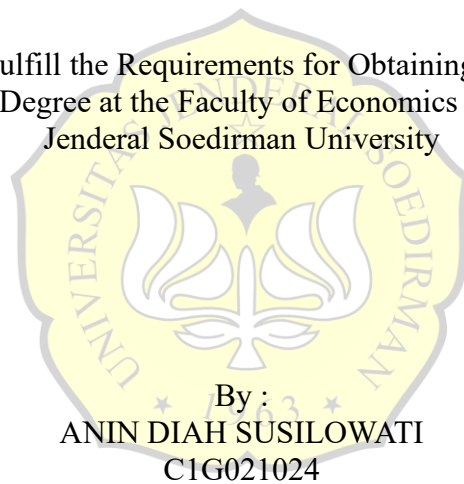 ulfill the Requirements for Obtaining
Degree at the Faculty of Economics
Jenderal Soedirman University
UNIVERSITAS JENDERAL SOEDIRMAN
1963
By :
ANIN DIAH SUSILOWATI
C1G021024